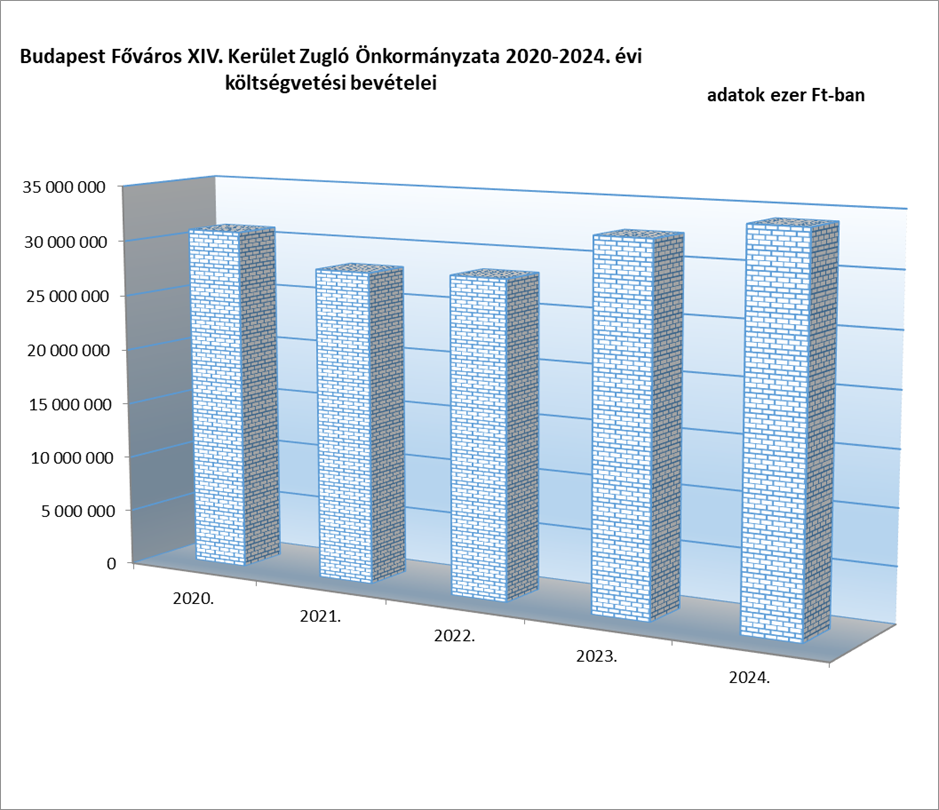 Budapest Főváros XIV. Kerület Zugló Önkormányzata 2020-2024. évi
költségvetési bevételei
adatok ezer Ft-ban
35 000 000
30 000 000
25 000 000
20 000 000
15 000 000
10 000 000
5 000 000
0
2020.
2021.
2022.
2023.
2024.